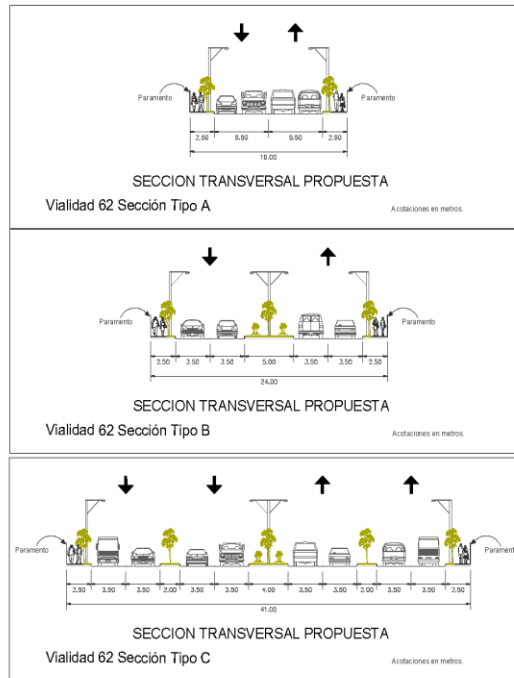 Paramento
Paramento
2.50 6.50 6.50 2.50
18.00
SECCION TRANSVERSAL PROPUESTA
Vialidad 62 Sección Tipo A
Acotaciones en metros.
Paramento
Paramento
2.50 3.50 3.50 5.00 3.50 3.50 2.50
24.00
SECCION TRANSVERSAL PROPUESTA
Vialidad 62 Sección Tipo B
Acotaciones en metros.
Paramento
Parament
2.50 3.50 3.50 2.00 3.50 3.50 4.00 3.50 3.50 2.00 3.50 3.50 2.50
41.00
SECCION TRANSVERSAL PROPUESTA
Vialidad 62 Sección Tipo C
Acotaciones en metros.